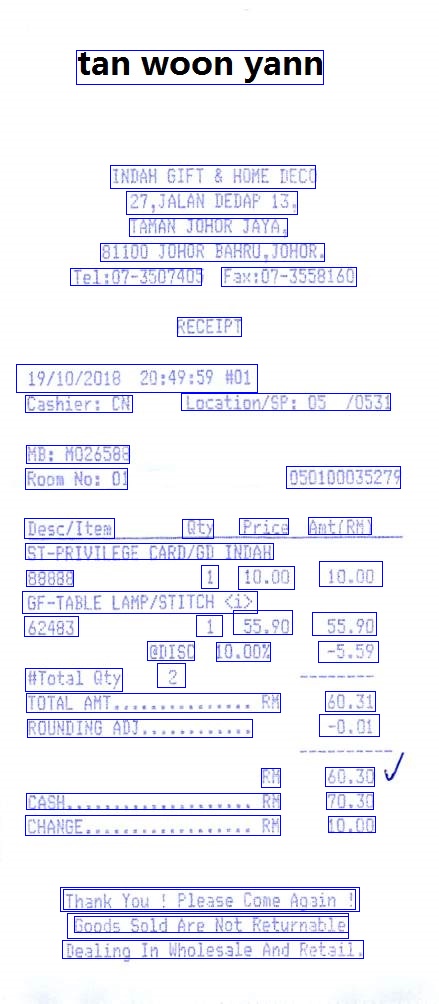 tan woon yann
INDAH GIFT & HOME DECO
27,JALAN DEDAP 13.
TAMAN JOHOR JAYA,
81100 JOHOR BAHRU,JOHOR.
Tel:07-3507405 Fax:07-3558160
RECEIPT
19/10/2018 20:49:59 #01
Cashier: CN Location/SP: 05 /0531
MB: M026588
Room No: 01 050100035279
Desc/Item Qty Price Amt(RM)
ST-PRIVILEGE CARD/GD INDAH
88888 1 10.00 10.00
GF-TABLE LAMP/STITCH <i>
62483 1 55.90 55.90
@DISC 10.00% -5.59
#Total Qty 2 --------
TOTAL AMT................ RM 60.31
ROUNDING ADJ............ -0.01
----------
RM 60.30
CASH..................... RM 70.30
CHANGE................... RM 10.00
Thank You ! Please Come Again !
Goods Sold Are Not Returnable
Dealing In Wholesale And Retail.